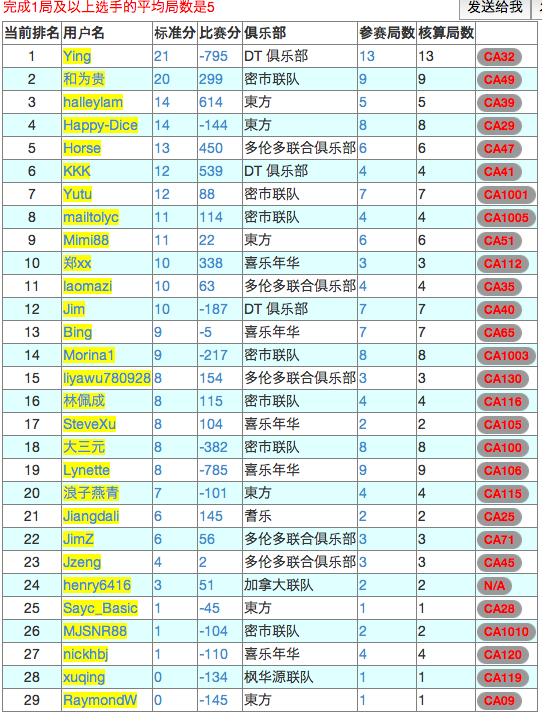 完成1局及以上选手的平均局数是5
发送给我
当前排名 用户名 标准分 比赛分 俱乐部 参赛局数 核算局数
1 Ying 21 -795 DT 俱乐部 13 13 CA32
2 和为贵 20 299 密市联队 9 9 CA49
3 halleylam 14 614 東方 5 5 CA39
4 Happy-Dice 14 -144 東方 8 8 CA29
5 Horse 13 450 多伦多联合俱乐部 6 6 CA47
6 KKK 12 539 DT 俱乐部 4 4 CA41
7 Yutu 12 88 密市联队 7 7 CA1001
8 mailtolyc 11 114 密市联队 4 4 CA1005
9 Mimi88 11 22 東方 6 6 CA51
10 郑xx 10 338 喜乐年华 3 3 CA112
11 laomazi 10 63 多伦多联合俱乐部 4 4 CA35
12 Jim 10 -187 DT 俱乐部 7 7 CA40
13 Bing 9 -5 喜乐年华 7 7 CA65
14 Morina1 9 -217 密市联队 8 8 CA1003
15 liyawu780928 8 154 多伦多联合俱乐部 3 3 CA130
16 林佩成 8 115 密市联队 4 4 CA116
17 SteveXu 8 104 喜乐年华 2 2 CA105
18 大三元 8 -382 密市联队 8 8 CA100
19 Lynette 8 -785 喜乐年华 9 9 CA106
20 浪子燕青 7 -101 東方 4 4 CA115
21 Jiangdali 6 145 耆乐 2 2 CA25
22 JimZ 6 56 多伦多联合俱乐部 3 3 CA71
23 Jzeng 4 2 多伦多联合俱乐部 3 3 CA45
24 henry6416 3 51 加拿大联队 2 2 N/A
25 Sayc_Basic 1 -45 東方 1 1 CA28
26 MJSNR88 1 -104 密市联队 2 2 CA1010
27 nickhbj 1 -110 喜乐年华 4 4 CA120
28 xuqing 0 -134 枫华源联队 1 1 CA119
29 RaymondW 0 -145 東方 1 1 CA09